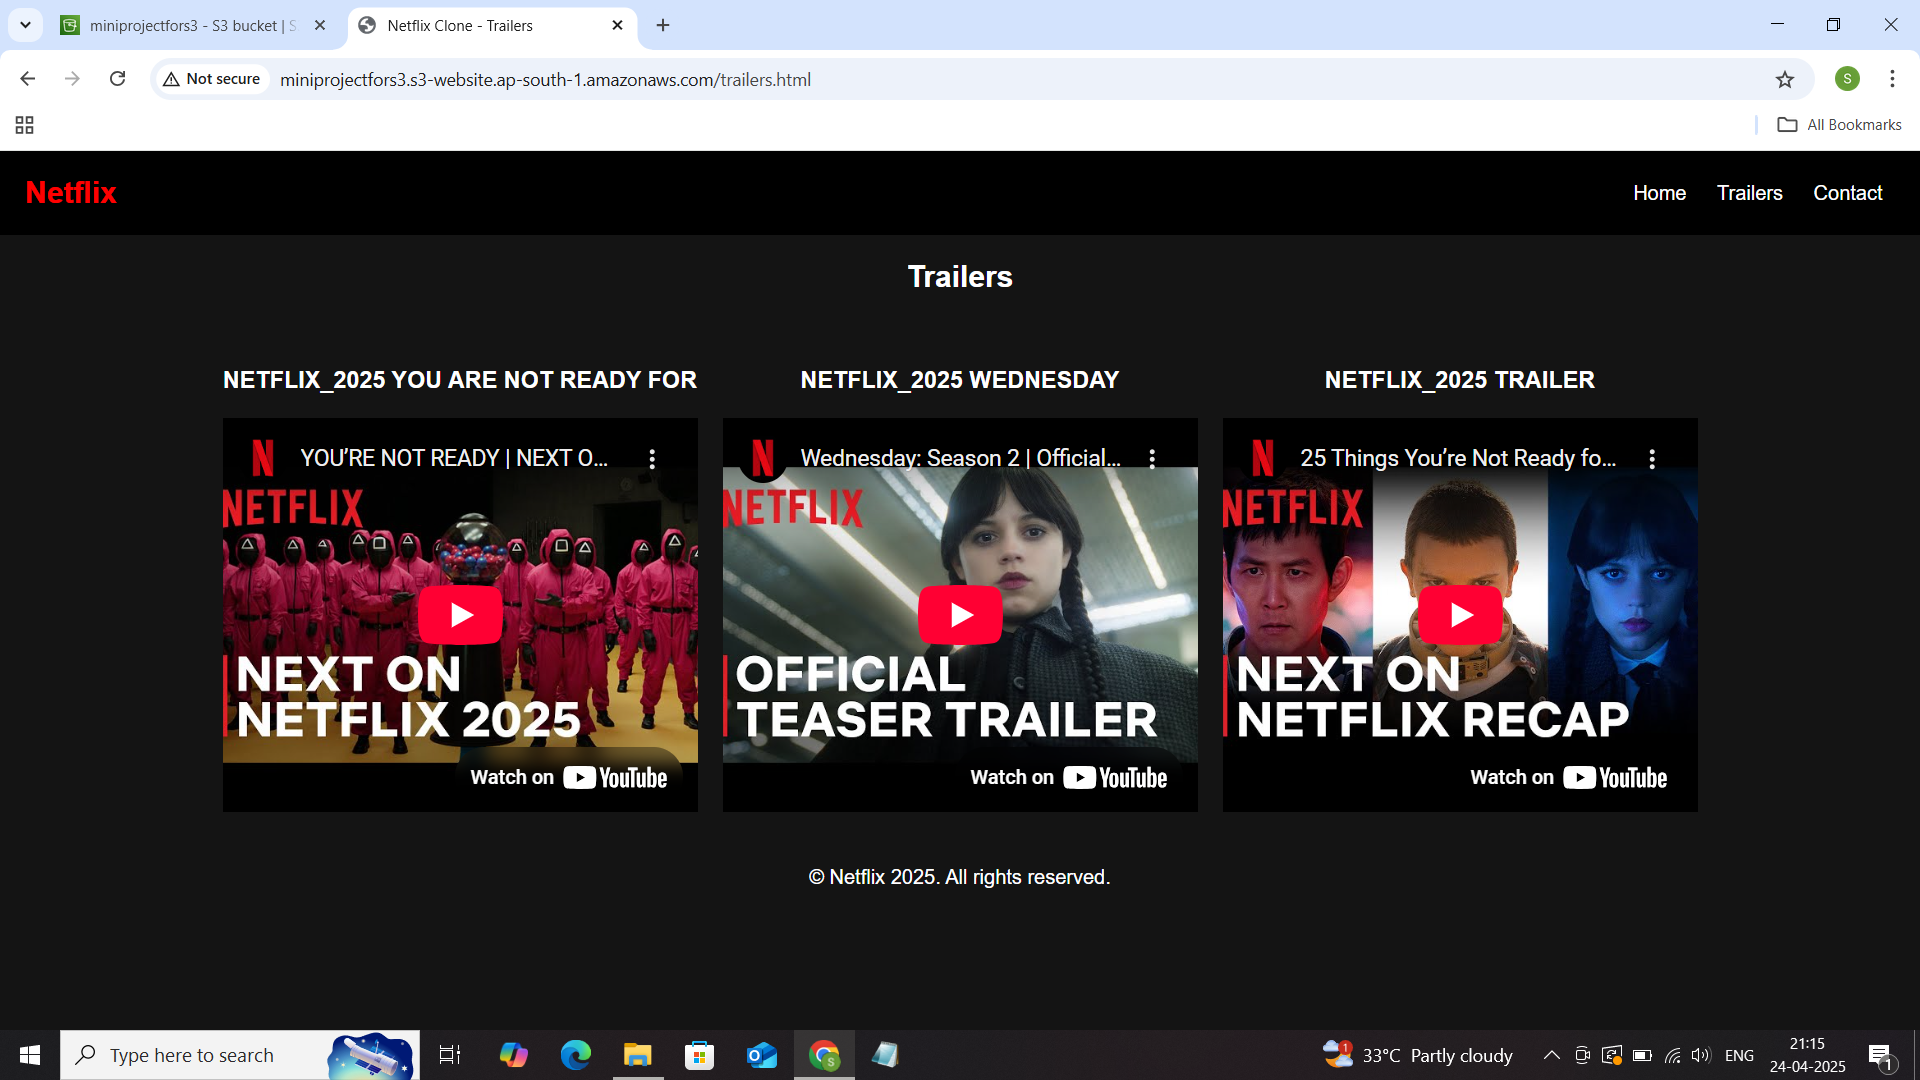 miniprojectfors3 - S3 bucket | S
Netflix Clone - Trailers
Not secure
miniprojectfors3.s3-website.ap-south-1.amazonaws.com/trailers.html
S
All Bookmarks
Netflix
Home
Trailers
Contact
Trailers
NETFLIX_2025 YOU ARE NOT READY FOR
NETFLIX_2025 WEDNESDAY
NETFLIX_2025 TRAILER
N
YOU’RE NOT READY | NEXT O...
NETFLIX
NEXT ON
NETFLIX 2025
Watch on YouTube
N
Wednesday: Season 2 | Official...
NETFLIX
OFFICIAL
TEASER TRAILER
Watch on YouTube
N
25 Things You’re Not Ready fo...
NETFLIX
NEXT ON
NETFLIX RECAP
Watch on YouTube
© Netflix 2025. All rights reserved.
Type here to search
S
1
33°C Partly cloudy
ENG
21:15
24-04-2025
1